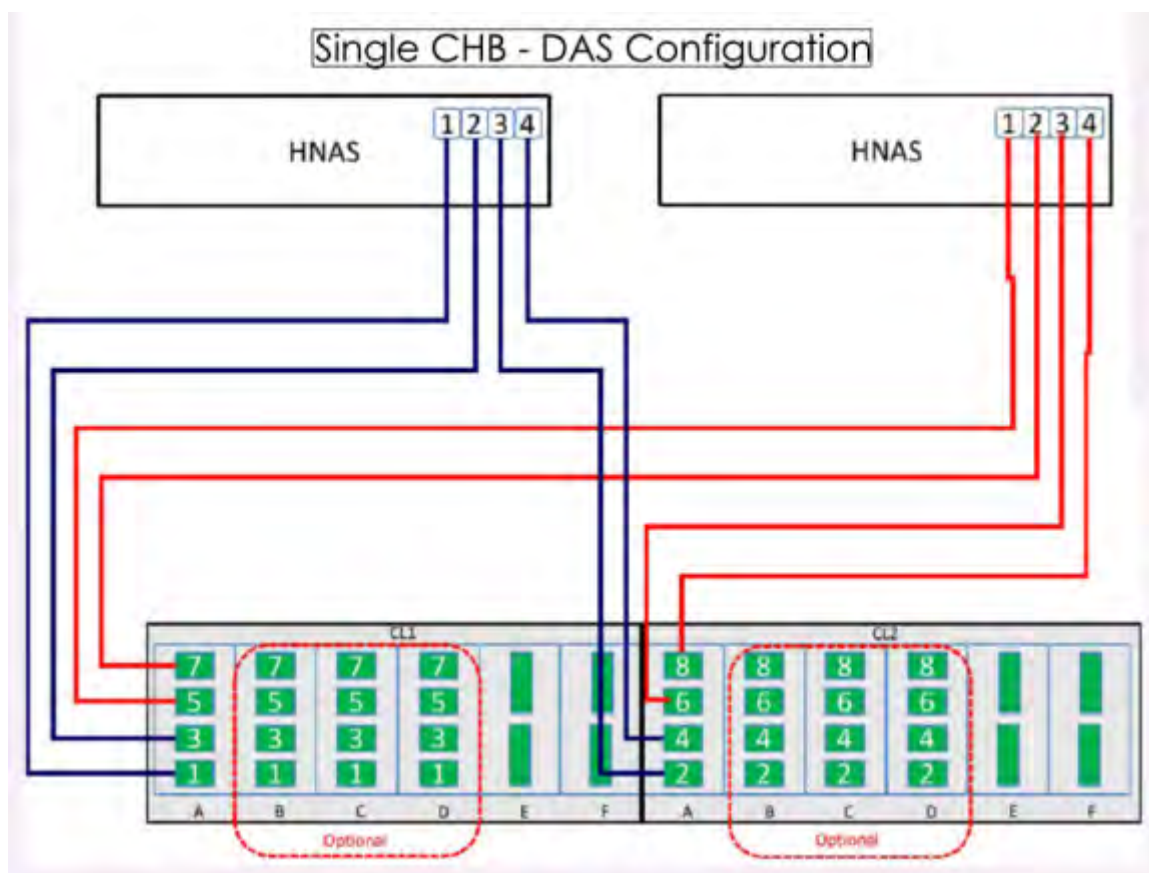 Single CHB - DAS Configuration
HNAS 1 2 3 4
HNAS 1 2 3 4
CL1 CL2
7 7 7 7 8 8 8 8
5 5 5 5 6 6 6 6
3 3 3 3 4 4 4 4
1 1 1 1 2 2 2 2
A B C D E F A B C D E F
Optional Optional